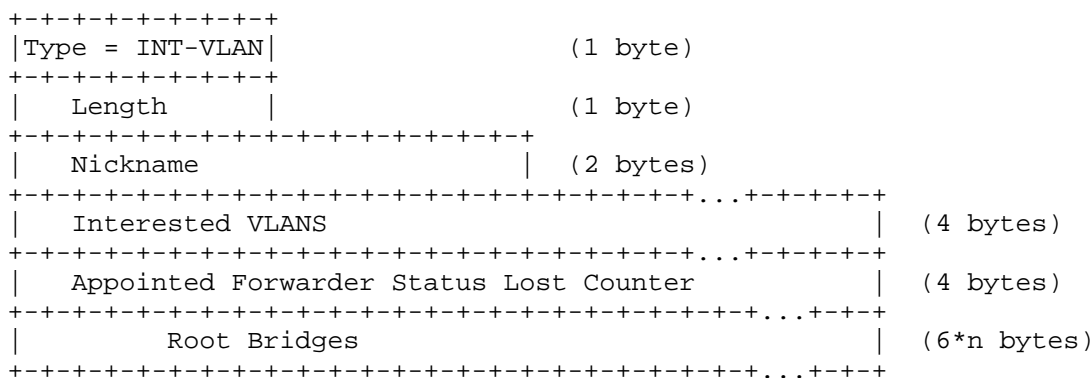 +-+-+-+-+-+-+-+-+
|Type = INT-VLAN| (1 byte)
+-+-+-+-+-+-+-+-+
| Length | (1 byte)
+-+-+-+-+-+-+-+-+-+-+-+-+-+-+-+-+
| Nickname | (2 bytes)
+-+-+-+-+-+-+-+-+-+-+-+-+-+-+-+-+-+-+-+-+-+...+-+-+-+-+
| Interested VLANS | (4 bytes)
+-+-+-+-+-+-+-+-+-+-+-+-+-+-+-+-+-+-+-+-+-+...+-+-+-+-+
| Appointed Forwarder Status Lost Counter | (4 bytes)
+-+-+-+-+-+-+-+-+-+-+-+-+-+-+-+-+-+-+-+-+-+-+-+...+-+-+
| Root Bridges | (6*n bytes)
+-+-+-+-+-+-+-+-+-+-+-+-+-+-+-+-+-+-+-+-+-+-+-+...+-+-+